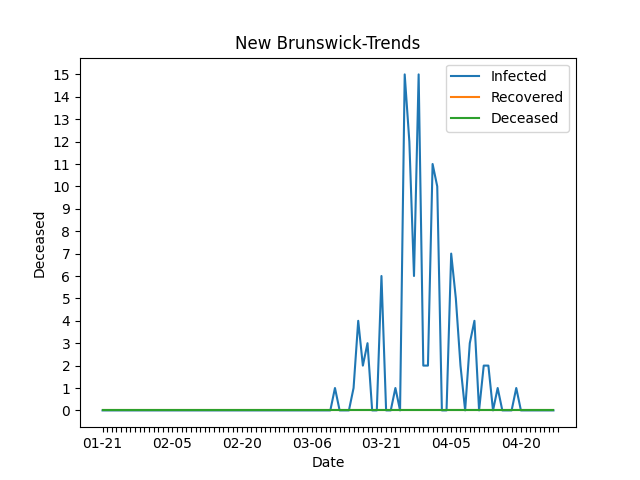 New Brunswick-Trends
Infected
Recovered
Deceased
15
14
13
12
11
10
9
8
7
6
5
4
3
2
1
0
Deceased
01-21 02-05 02-20 03-06 03-21 04-05 04-20
Date